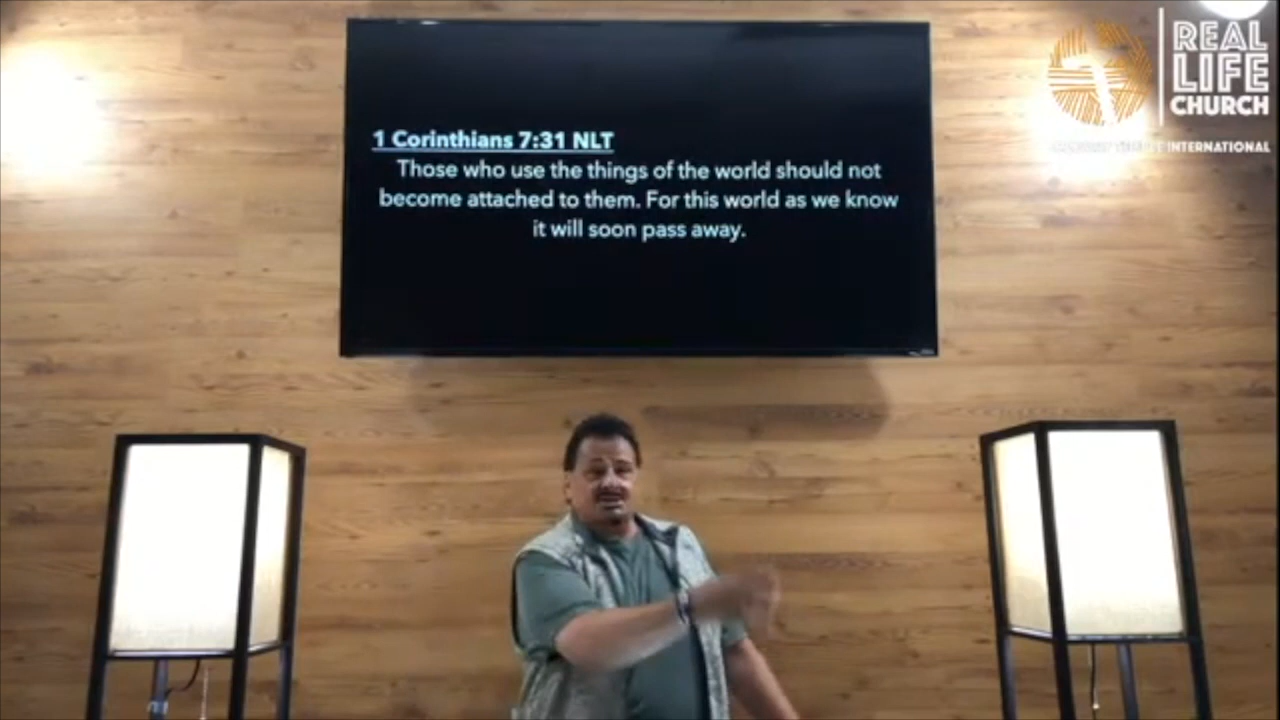 1 Corinthians 7:31 NLT
Those who use the things of the world should not
become attached to them. For this world as we know
it will soon pass away.
REAL
LIFE
CHURCH
INTERNATIONAL